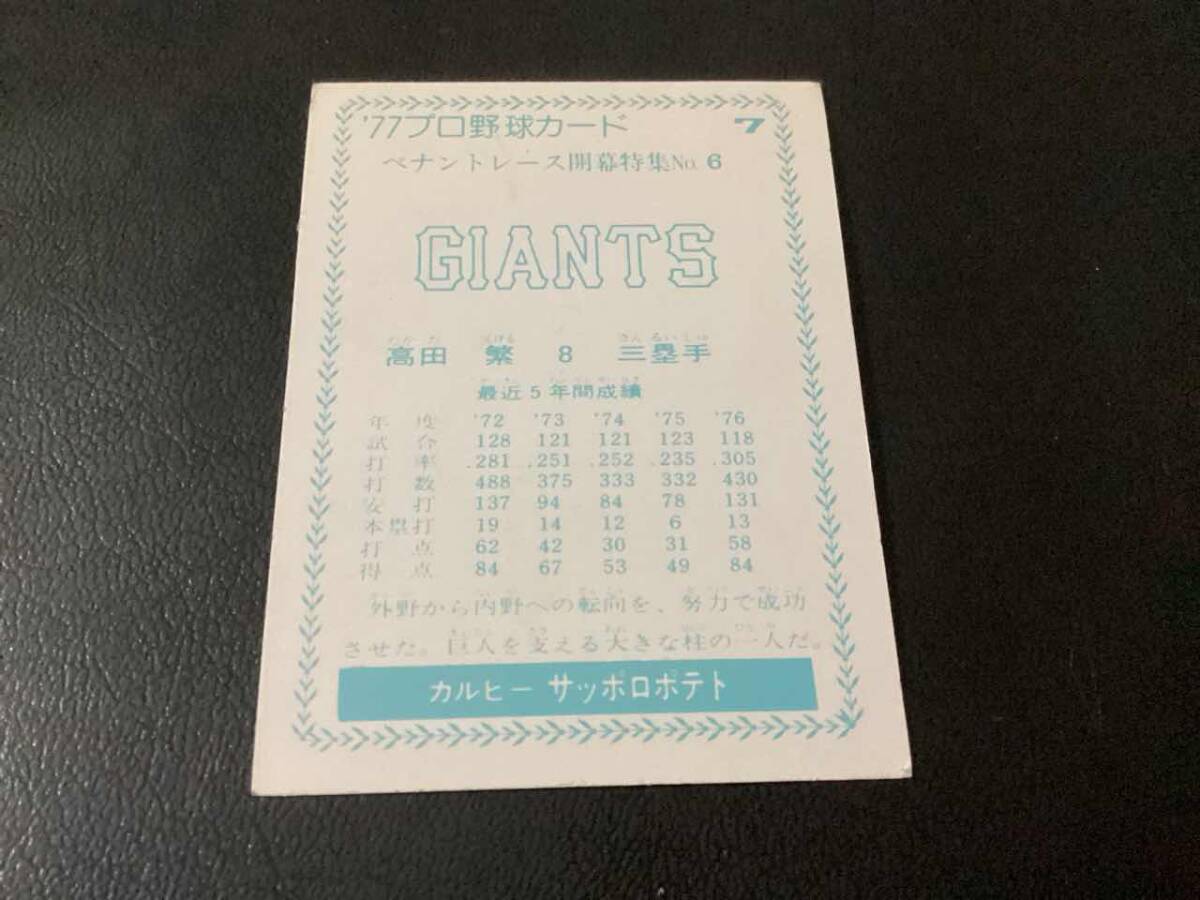 '77プロ野球カード 7
ペナントレース開幕特集No. 6
GIANTS
高田 繁 8 三塁手
最近5年間成績
年度 '72 '73 '74 '75 '76
試合 128 121 121 123 118
打率 .281 .251 .252 .235 .305
打数 488 375 333 332 430
安打 137 94 84 78 131
本塁打 19 14 12 6 13
打点 62 42 30 31 58
得点 84 67 53 49 84
外野から内野への転向を、努力で成功
させた。巨人を支える大きな柱の一人だ。
カルビー サッポロポテト